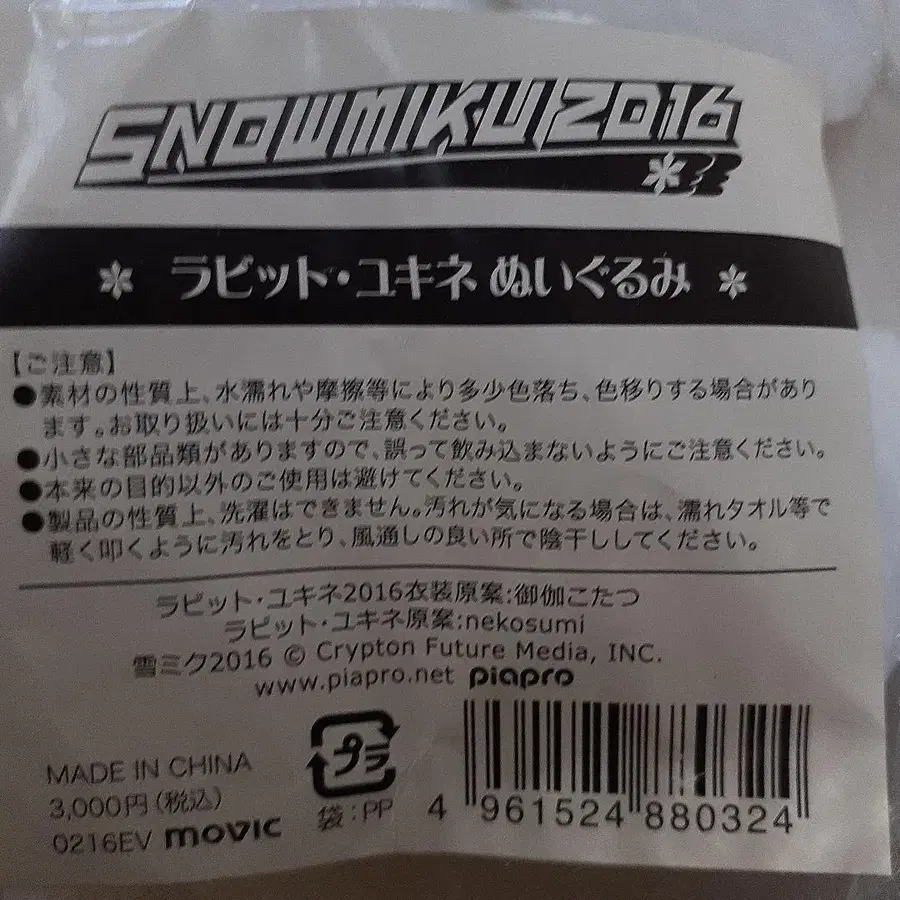 SNOWMIKU2016
ラビット・ユキネ ぬいぐるみ
【ご注意】
●素材の性質上、水濡れや摩擦等により多少色落ち、色移りする場合があり
ます。お取り扱いには十分ご注意ください。
●小さな部品類がありますので、誤って飲み込まないようにご注意ください。
●本来の目的以外のご使用は避けてください。
●製品の性質上、洗濯はできません。汚れが気になる場合は、濡れタオル等で
軽く叩くように汚れをとり、風通しの良い所で陰干ししてください。
ラビット・ユキネ2016衣装原案:御伽こたつ
ラビット・ユキネ原案:nekosumi
雪ミク2016 © Crypton Future Media, INC.
www.piapro.net piapro
MADE IN CHINA
3,000円(税込)
0216EV movic
プラ
袋:PP
4 961524 880324